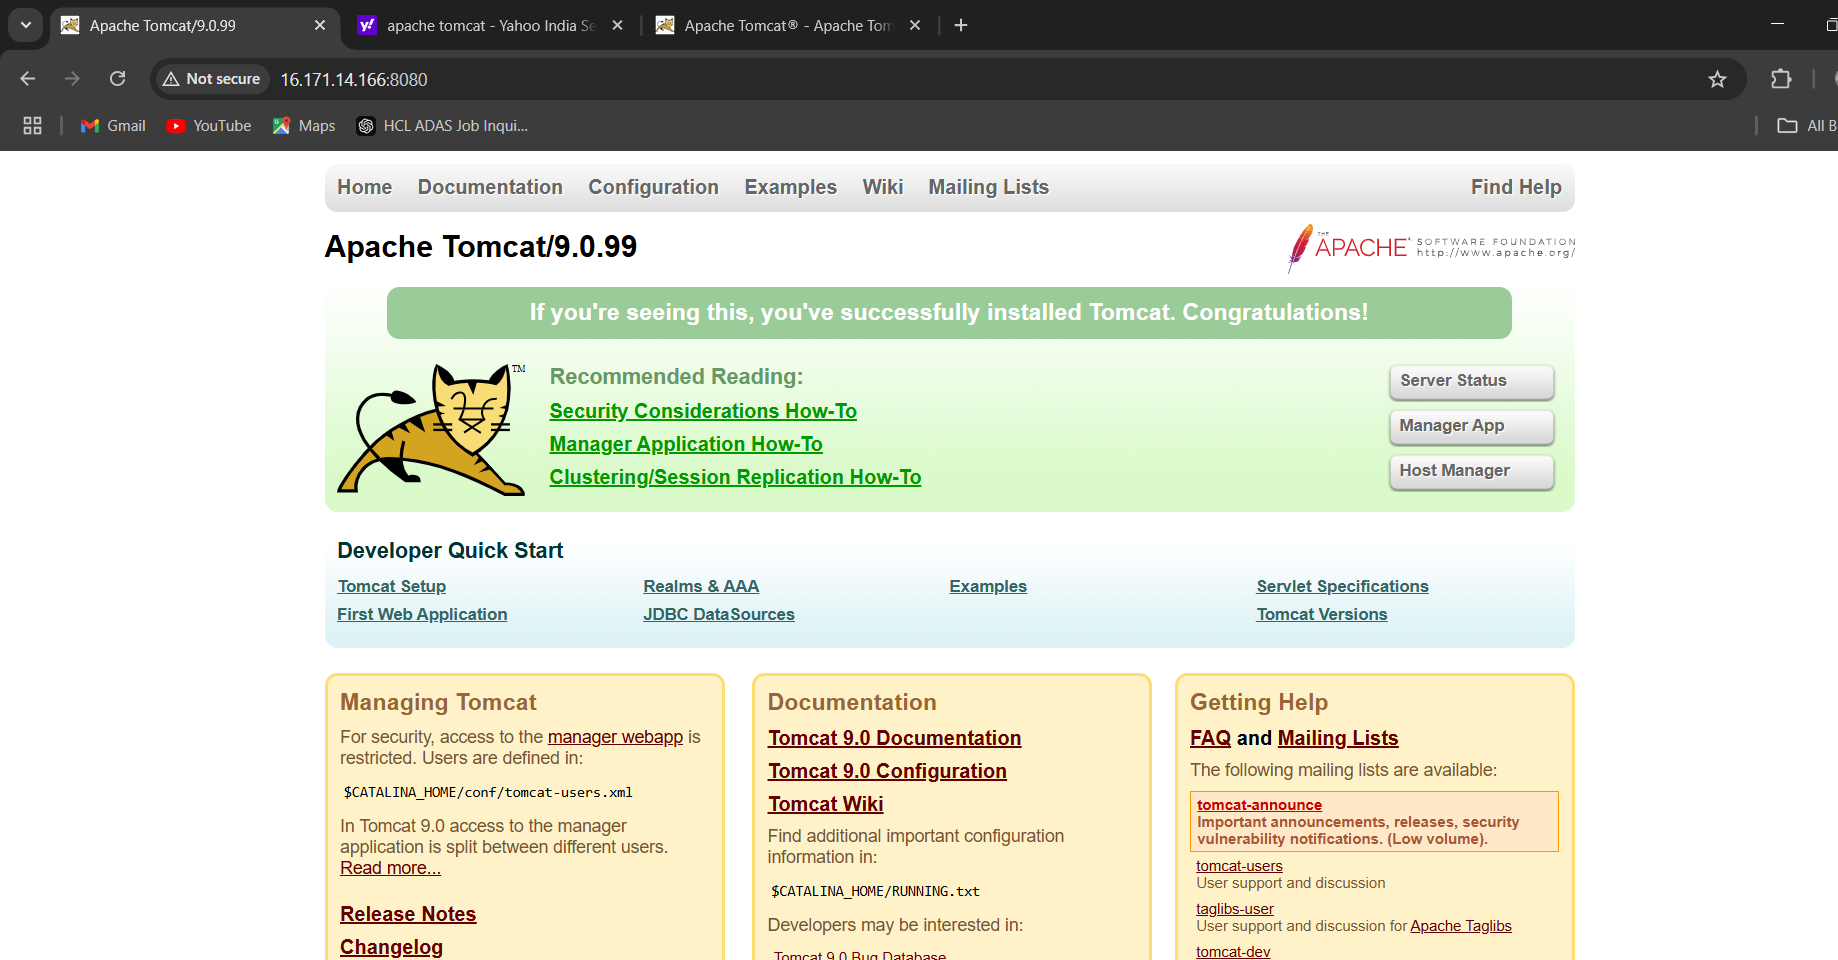 Apache Tomcat/9.0.99
apache tomcat - Yahoo India Se
Apache Tomcat® - Apache Tom
Not secure
16.171.14.166:8080
Gmail
YouTube
Maps
HCL ADAS Job Inqui...
All B
Home Documentation Configuration Examples Wiki Mailing Lists Find Help
Apache Tomcat/9.0.99
THE APACHE SOFTWARE FOUNDATION
http://www.apache.org/
If you're seeing this, you've successfully installed Tomcat. Congratulations!
TM
Recommended Reading:
Security Considerations How-To
Manager Application How-To
Clustering/Session Replication How-To
Server Status
Manager App
Host Manager
Developer Quick Start
Tomcat Setup
First Web Application
Realms & AAA
JDBC DataSources
Examples
Servlet Specifications
Tomcat Versions
Managing Tomcat
For security, access to the manager webapp is
restricted. Users are defined in:
$CATALINA_HOME/conf/tomcat-users.xml
In Tomcat 9.0 access to the manager
application is split between different users.
Read more...
Release Notes
Changelog
Documentation
Tomcat 9.0 Documentation
Tomcat 9.0 Configuration
Tomcat Wiki
Find additional important configuration
information in:
$CATALINA_HOME/RUNNING.txt
Developers may be interested in:
Tomcat 9.0 Bug Database
Getting Help
FAQ and Mailing Lists
The following mailing lists are available:
tomcat-announce
Important announcements, releases, security
vulnerability notifications. (Low volume).
tomcat-users
User support and discussion
taglibs-user
User support and discussion for Apache Taglibs
tomcat-dev